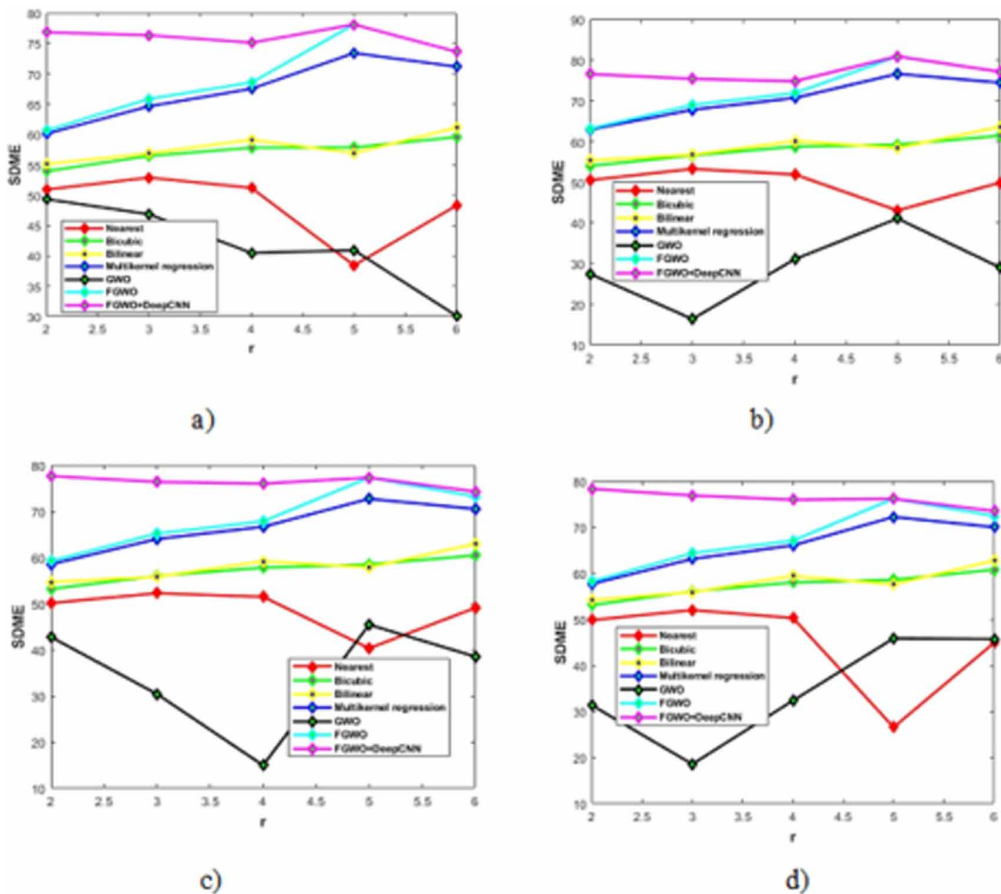 80
75
70
65
60
55
50
45
40
35
30
SDME
Nearest
Bicubic
Bilinear
Multikernel regression
GWO
FGWO
FGWO+DeepCNN
2 2.5 3 3.5 4 4.5 5 5.5 6
r
a)
90
80
70
60
50
40
30
20
10
SDME
Nearest
Bicubic
Bilinear
Multikernel regression
GWO
FGWO
FGWO+DeepCNN
2 2.5 3 3.5 4 4.5 5 5.5 6
r
b)
80
70
60
50
40
30
20
10
SDME
Nearest
Bicubic
Bilinear
Multikernel regression
GWO
FGWO
FGWO+DeepCNN
2 2.5 3 3.5 4 4.5 5 5.5 6
r
c)
80
70
60
50
40
30
20
10
SDME
Nearest
Bicubic
Bilinear
Multikernel regression
GWO
FGWO
FGWO+DeepCNN
2 2.5 3 3.5 4 4.5 5 5.5 6
r
d)